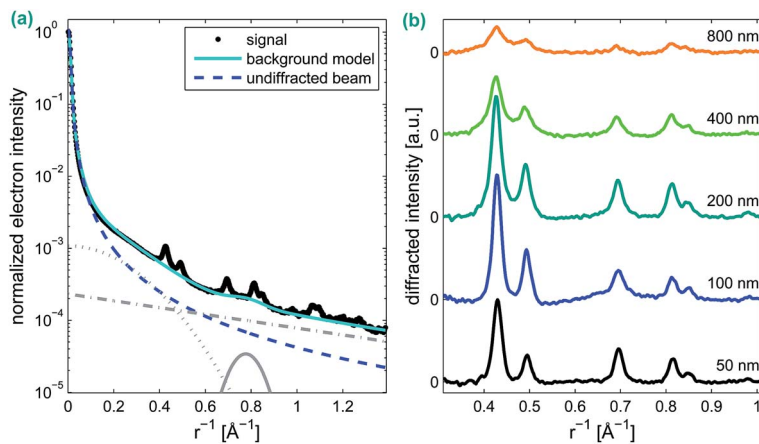 (a)
normalized electron intensity
10^0
10^-1
10^-2
10^-3
10^-4
10^-5
signal
background model
undiffracted beam
0 0.2 0.4 0.6 0.8 1 1.2
r^-1 [Å^-1]
(b)
diffracted intensity [a.u.]
0 800 nm
0 400 nm
0 200 nm
0 100 nm
0 50 nm
0.4 0.5 0.6 0.7 0.8 0.9 1
r^-1 [Å^-1]